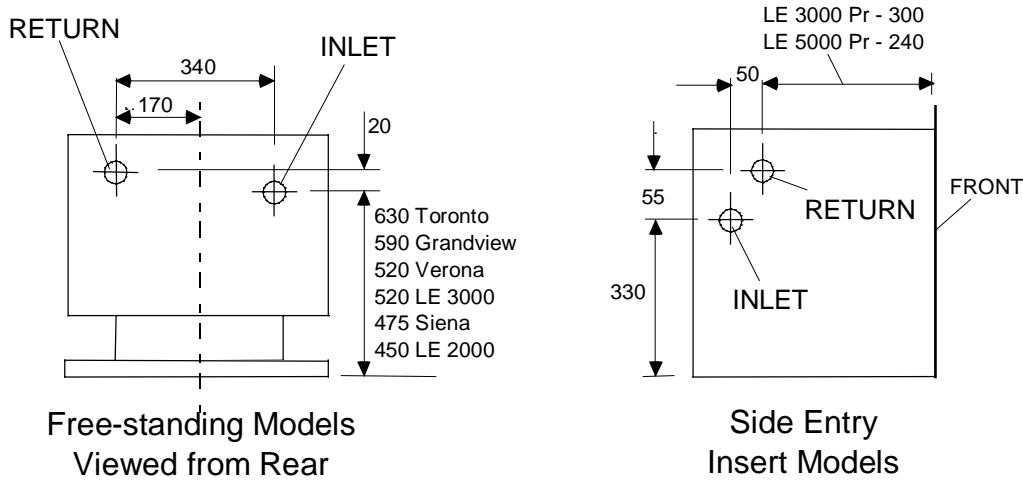 RETURN
INLET
340
170
20
630 Toronto
590 Grandview
520 Verona
520 LE 3000
475 Siena
450 LE 2000
Free-standing Models
Viewed from Rear
LE 3000 Pr - 300
LE 5000 Pr - 240
50
55
RETURN
FRONT
330
INLET
Side Entry
Insert Models